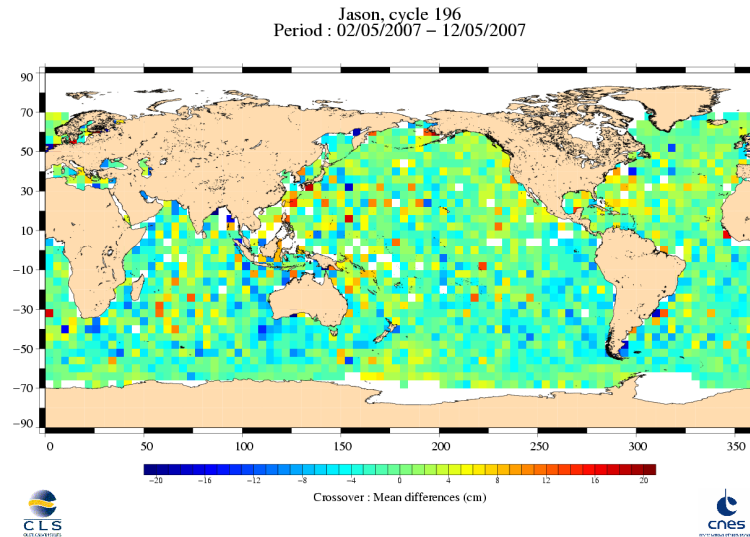 Jason, cycle 196
Period : 02/05/2007 − 12/05/2007
90
70
50
30
10
−10
−30
−50
−70
−90
0 50 100 150 200 250 300 350
−20 −16 −12 −8 −4 0 4 8 12 16 20
Crossover : Mean differences (cm)
CLS
cnes